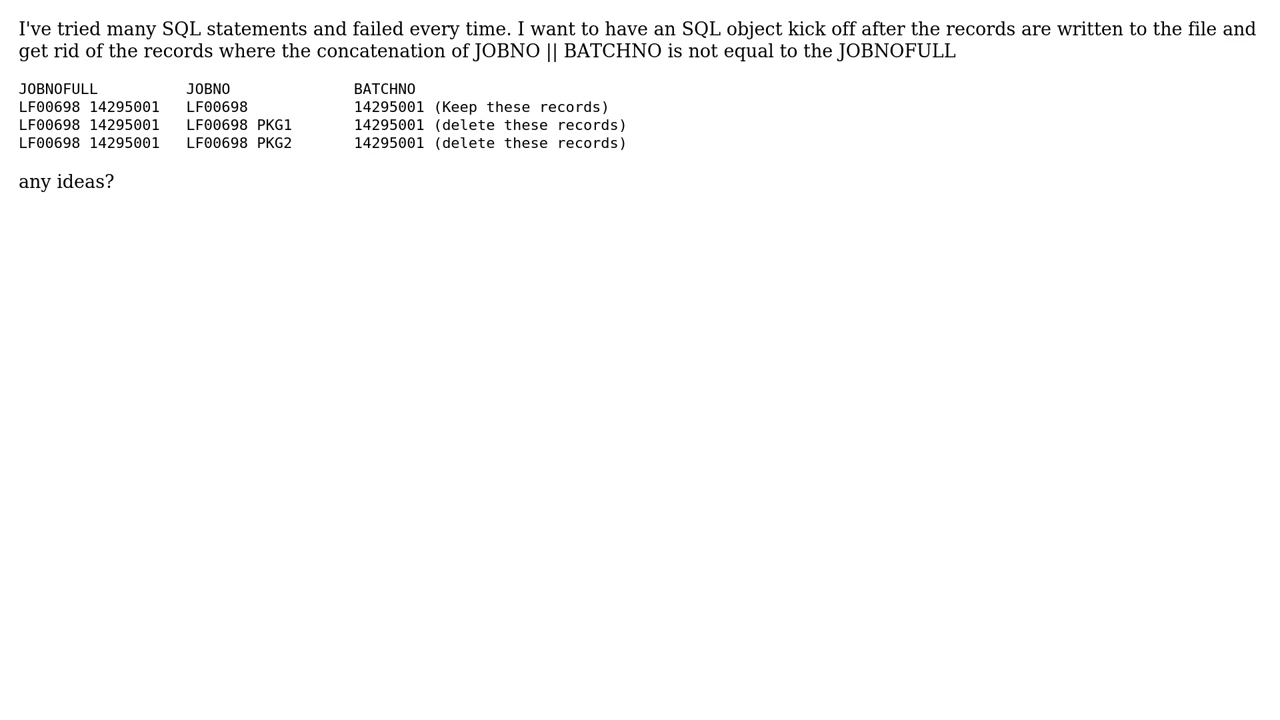 I've tried many SQL statements and failed every time. I want to have an SQL object kick off after the records are written to the file and
get rid of the records where the concatenation of JOBNO || BATCHNO is not equal to the JOBNOFULL
JOBNOFULL          JOBNO              BATCHNO
LF00698 14295001   LF00698            14295001 (Keep these records)
LF00698 14295001   LF00698 PKG1       14295001 (delete these records)
LF00698 14295001   LF00698 PKG2       14295001 (delete these records)
any ideas?